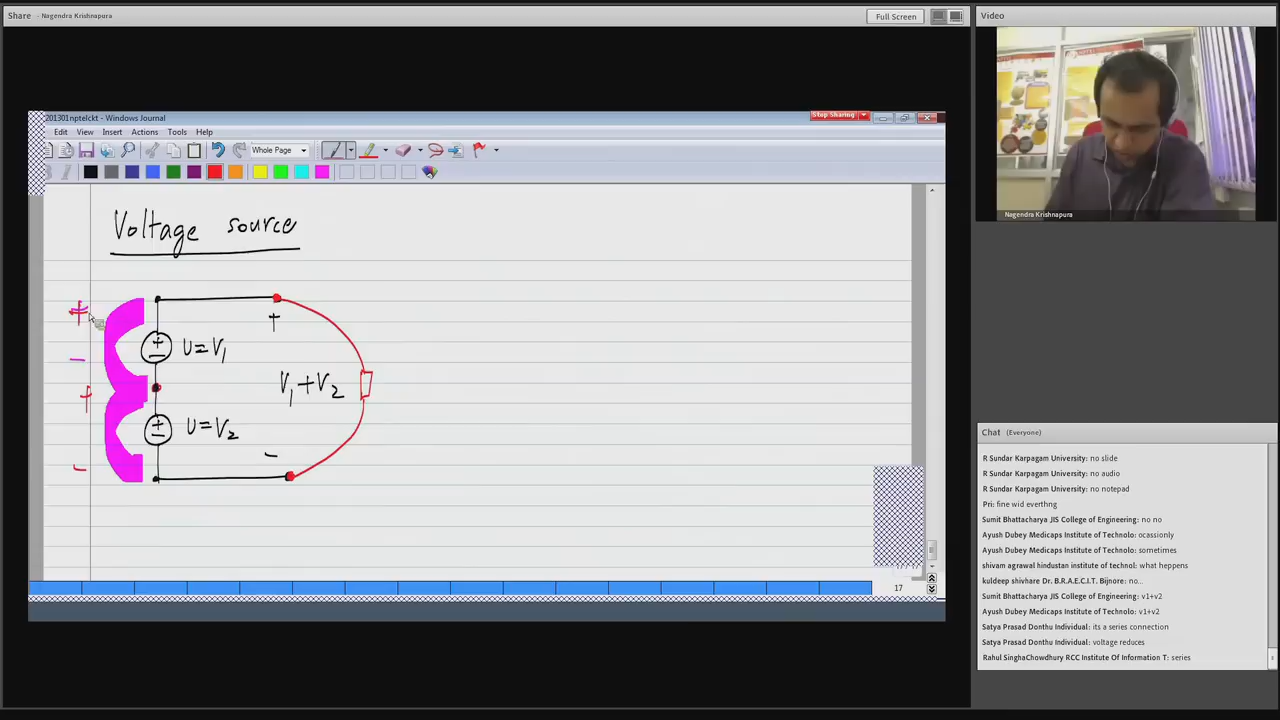 Share - Nagendra Krishnapura
Full Screen
Video
201301nptelckt - Windows Journal
Stop Sharing
Edit View Insert Actions Tools Help
Whole Page
Voltage source
+
+
-
+
U=V1
+
V1+V2
+
U=V2
-
-
17
Nagendra Krishnapura
Chat (Everyone)
R Sundar Karpagam University: no slide
R Sundar Karpagam University: no audio
R Sundar Karpagam University: no notepad
Pri: fine wid everthng
Sumit Bhattacharya JIS College of Engineering: no no
Ayush Dubey Medicaps Institute of Technolo: ocassionly
Ayush Dubey Medicaps Institute of Technolo: sometimes
shivam agrawal hindustan institute of technol: what happens
kuldeep shivhare Dr. B.R.A.E.C.I.T. Bijnore: no...
Sumit Bhattacharya JIS College of Engineering: v1+v2
Ayush Dubey Medicaps Institute of Technolo: v1+v2
Satya Prasad Donthu Individual: its a series connection
Satya Prasad Donthu Individual: voltage reduces
Rahul SinghaChowdhury RCC Institute Of Information T: series